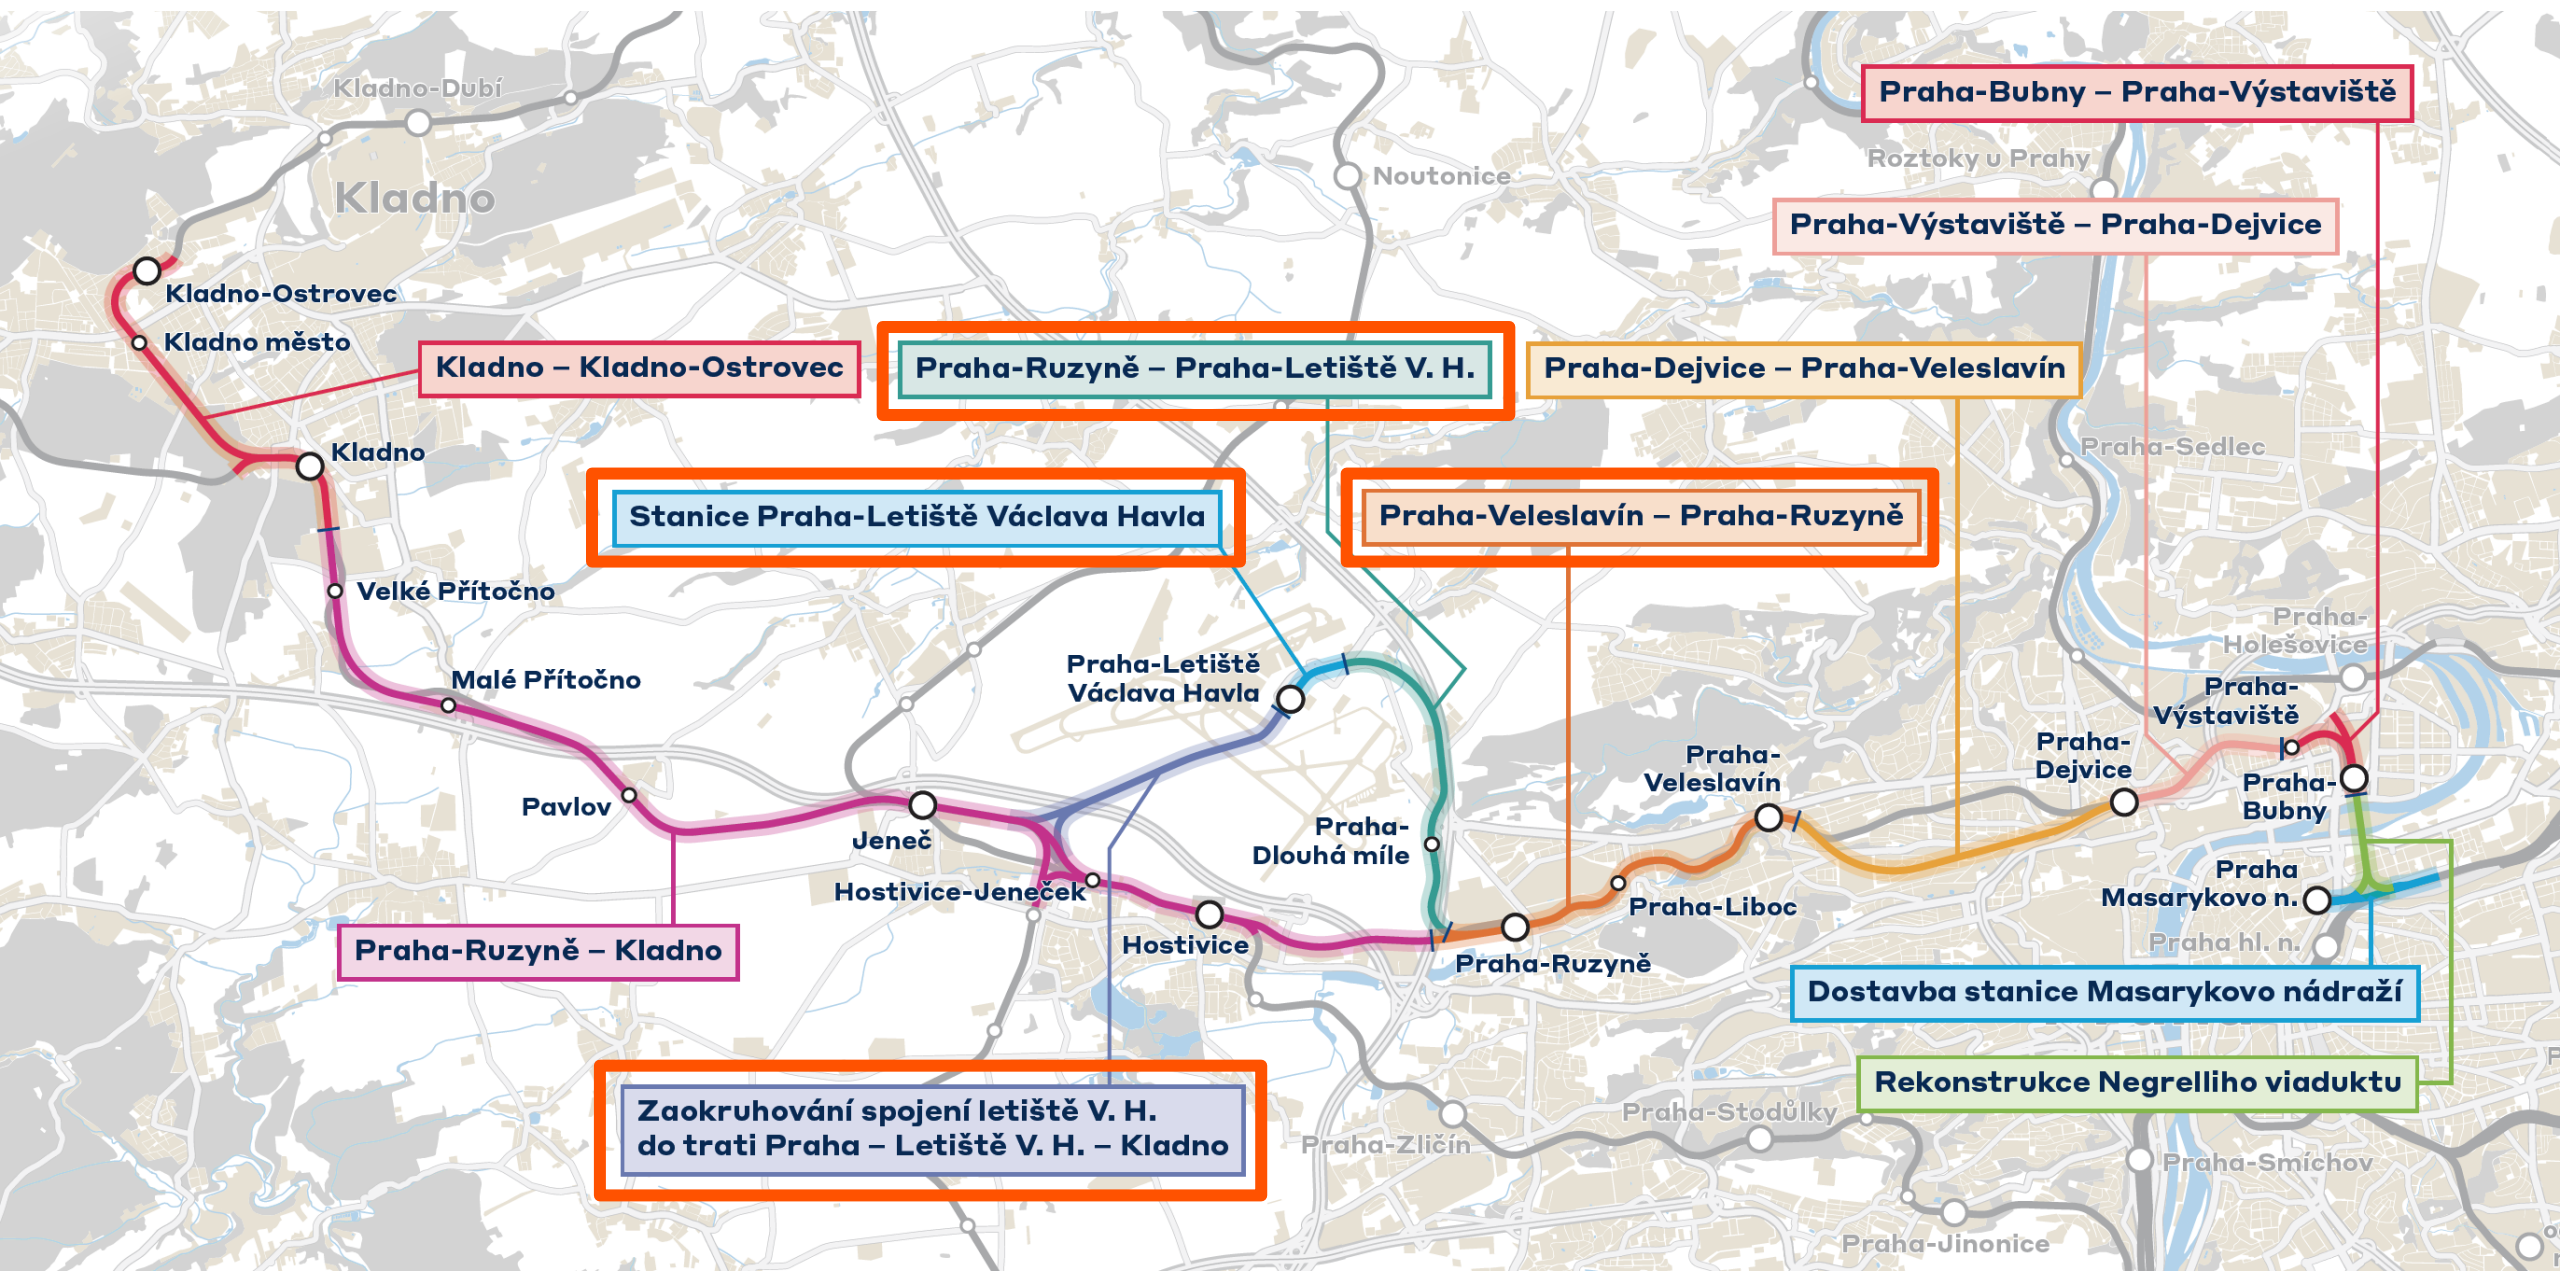 Praha-Bubny – Praha-Výstaviště
Kladno-Dubí
Roztoky u Prahy
Noutonice
Kladno
Praha-Výstaviště – Praha-Dejvice
Kladno-Ostrovec
Kladno město
Kladno – Kladno-Ostrovec
Praha-Ruzyně – Praha-Letiště V. H.
Praha-Dejvice – Praha-Veleslavín
Kladno
Praha-Sedlec
Stanice Praha-Letiště Václava Havla
Praha-Veleslavín – Praha-Ruzyně
Velké Přítočno
Praha-
Holešovice
Praha-Letiště
Václava Havla
Malé Přítočno
Praha-
Výstaviště
Praha-
Dejvice
Praha-
Veleslavín
Praha-
Bubny
Pavlov
Jeneč
Praha-
Dlouhá míle
Hostivice-Jeneček
Praha
Masarykovo n.
Praha-Liboc
Hostivice
Praha hl. n.
Praha-Ruzyně
Praha-Ruzyně – Kladno
Dostavba stanice Masarykovo nádraží
Rekonstrukce Negrelliho viaduktu
Zaokruhování spojení letiště V. H.
do trati Praha – Letiště V. H. – Kladno
Praha-Stodůlky
Praha-Zličín
Praha-Smíchov
Praha-Jinonice